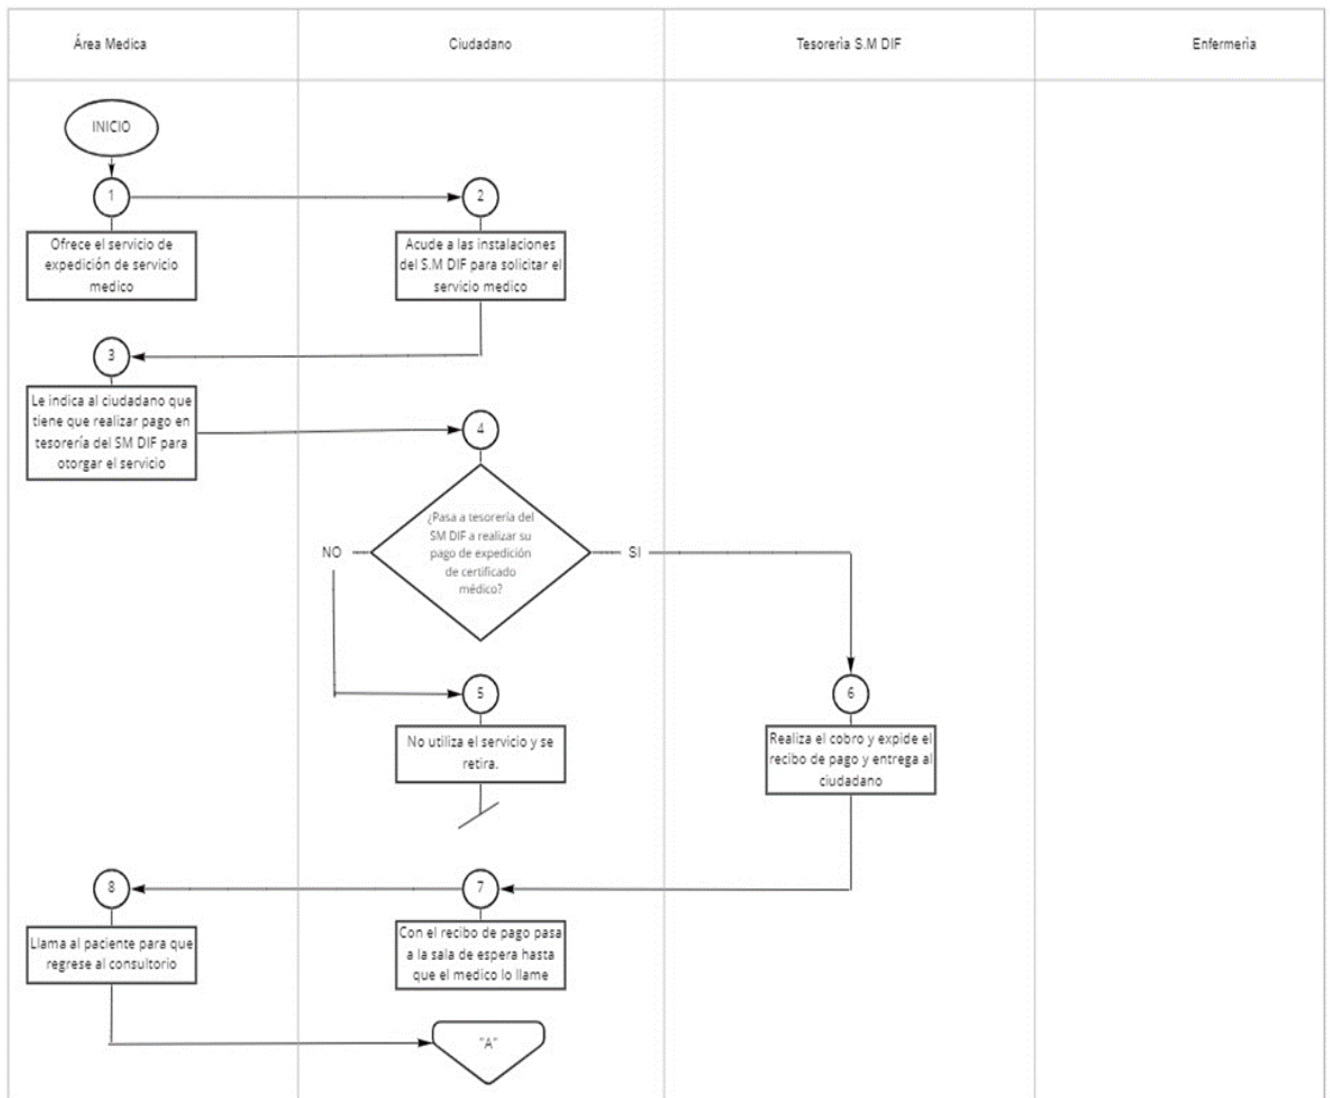 Área Medica
Ciudadano
Tesorería S.M DIF
Enfermería
INICIO
1
2
Ofrece el servicio de
expedición de servicio
medico
Acude a las instalaciones
del S.M DIF para solicitar el
servicio medico
3
Le indica al ciudadano que
tiene que realizar pago en
tesorería del SM DIF para
otorgar el servicio
4
¿Pasa a tesorería del
SM DIF a realizar su
pago de expedición
de certificado
médico?
NO
SI
5
6
No utiliza el servicio y se
retira.
Realiza el cobro y expide el
recibo de pago y entrega al
ciudadano
8
7
Llama al paciente para que
regrese al consultorio
Con el recibo de pago pasa
a la sala de espera hasta
que el medico lo llame
"A"